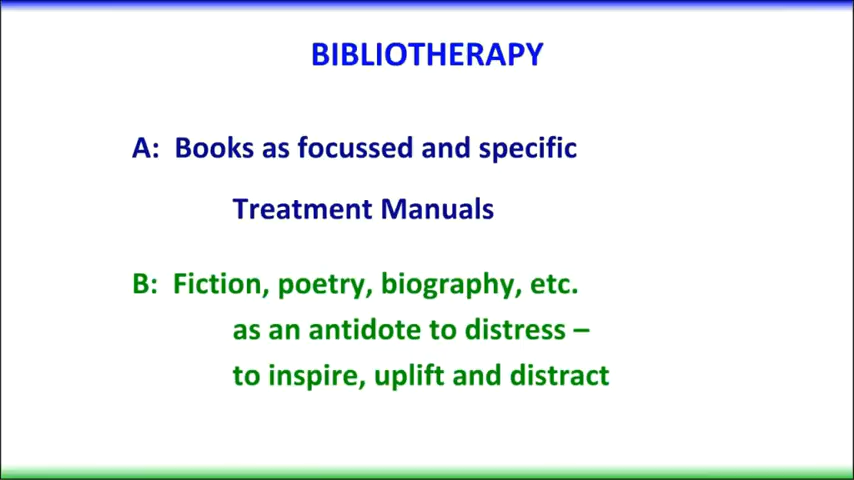 BIBLIOTHERAPY
A: Books as focussed and specific
Treatment Manuals
B: Fiction, poetry, biography, etc.
as an antidote to distress –
to inspire, uplift and distract